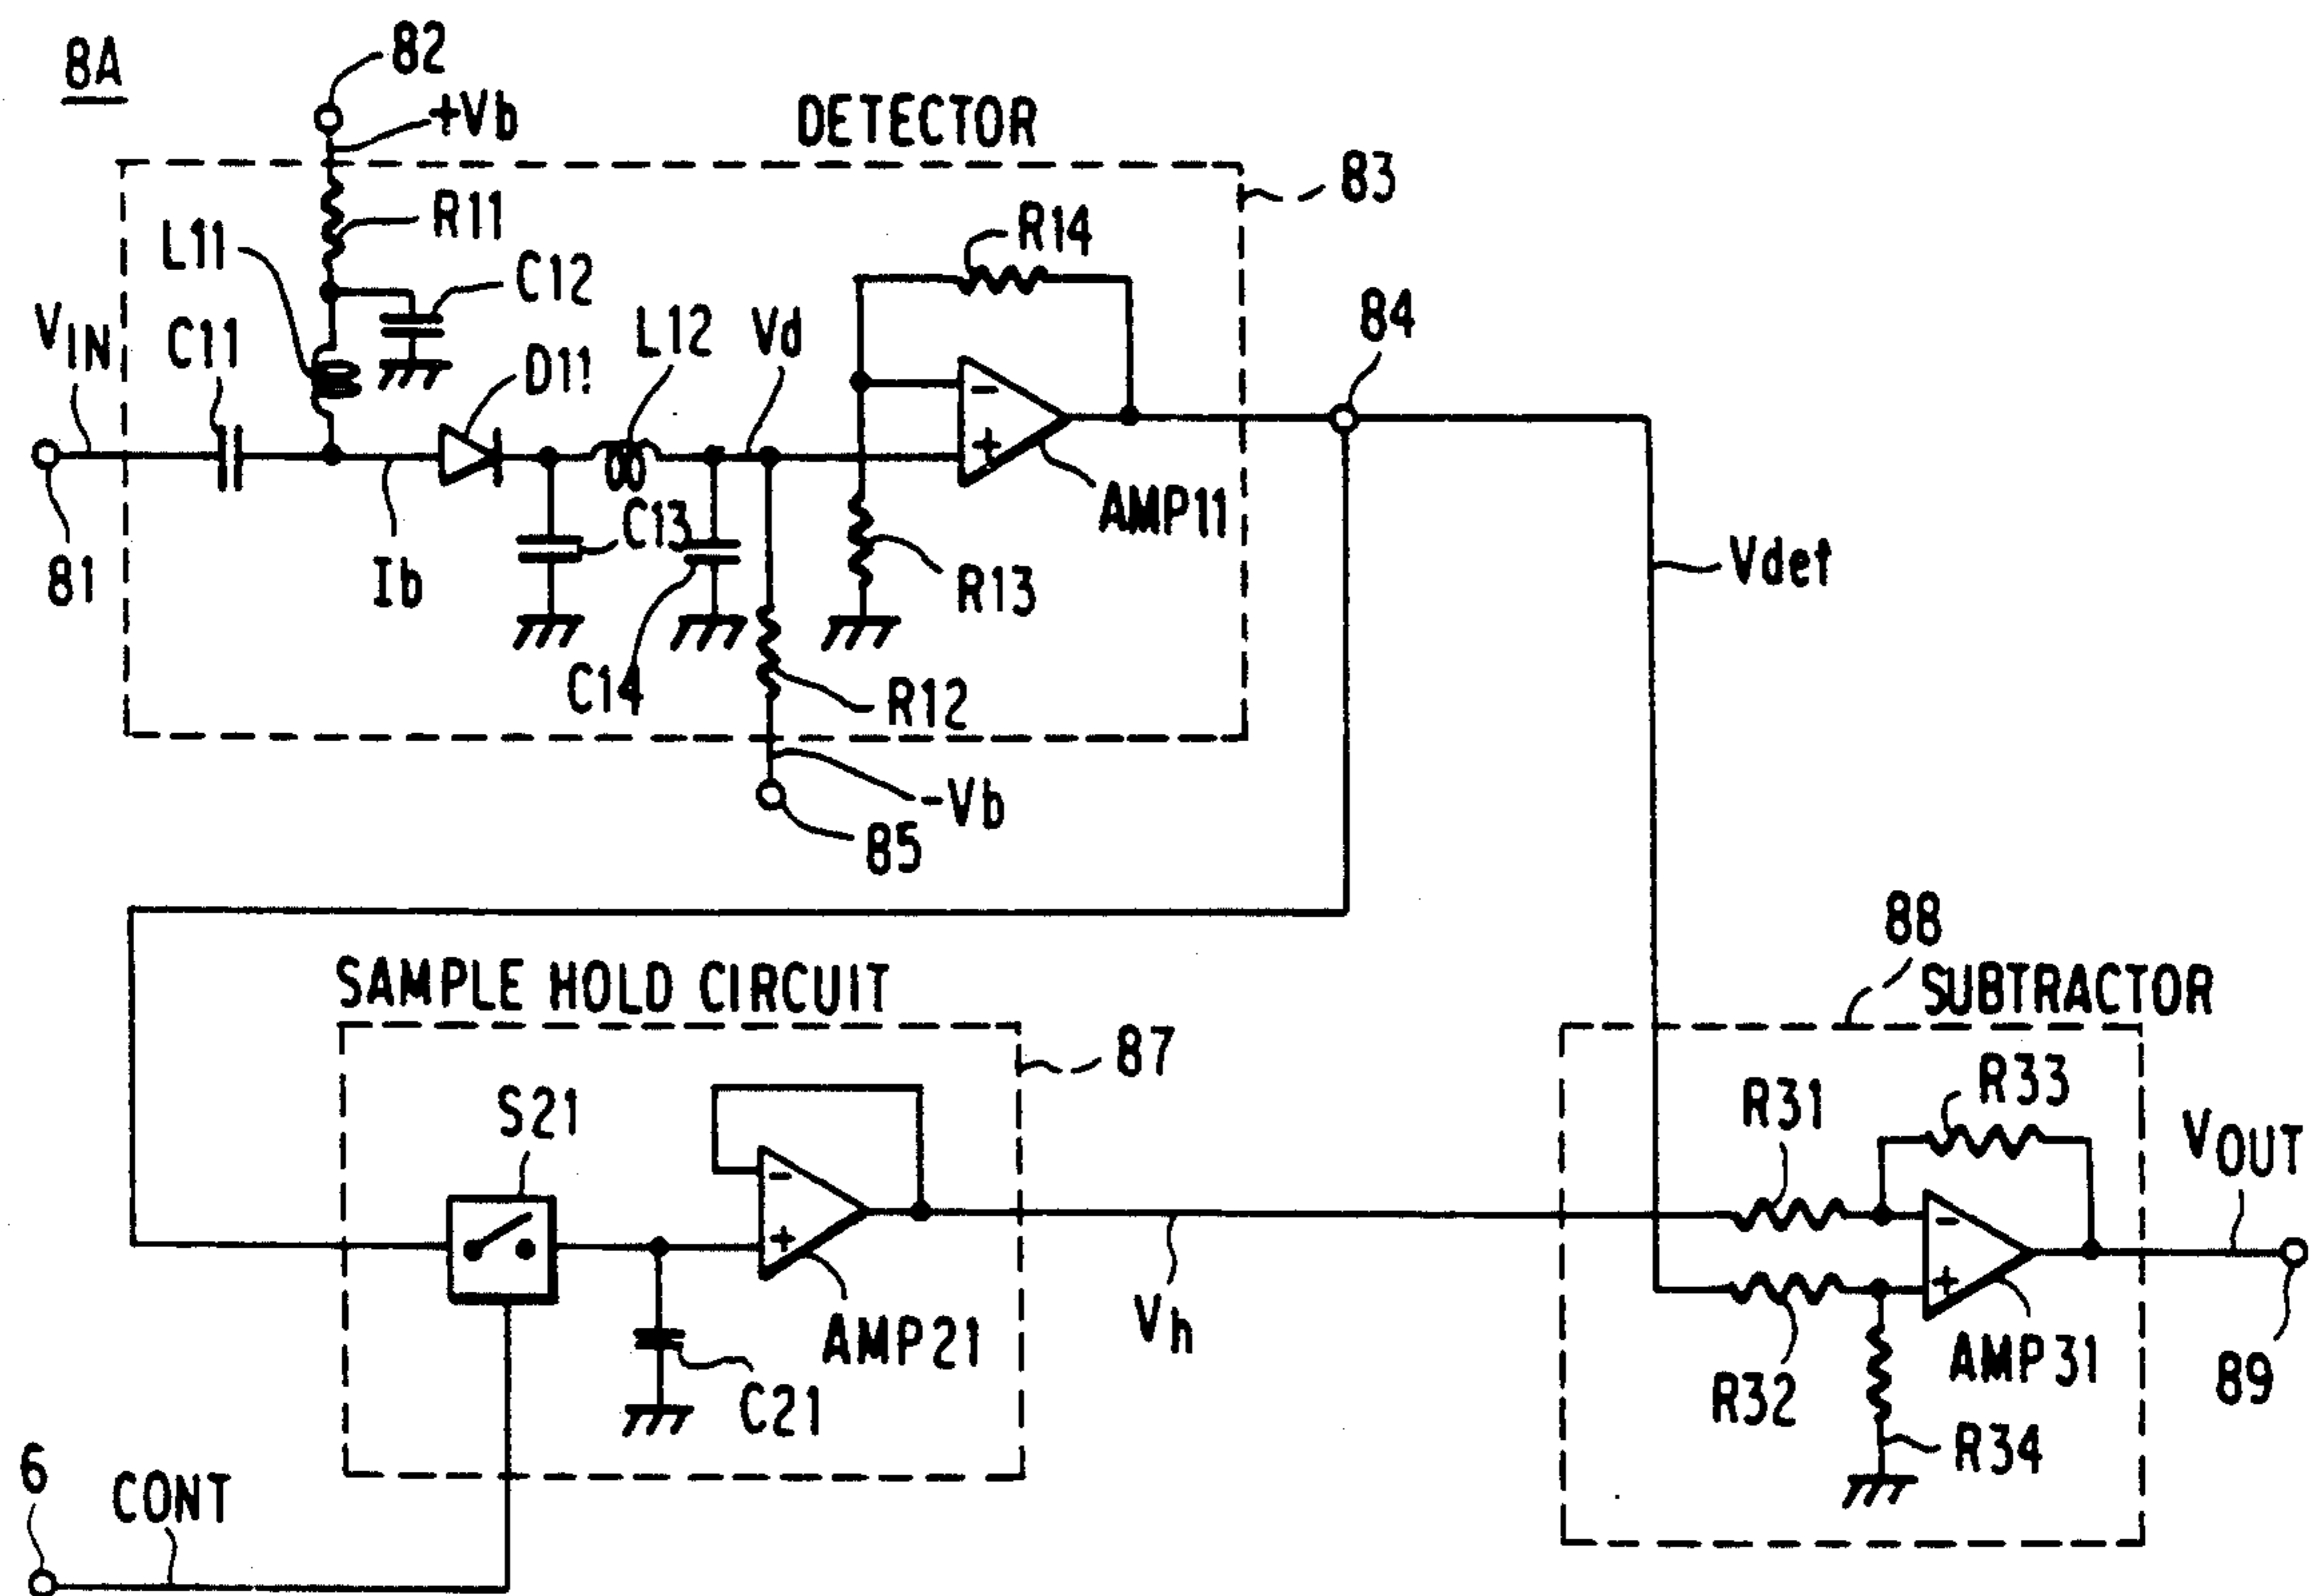 8A
82
+Vb
DETECTOR
83
R11
L11
C12
R14
VIN
C11
D11
L12
Vd
84
81
Ib
C13
AMP11
R13
Vdet
C14
R12
-Vb
85
88
SAMPLE HOLD CIRCUIT
SUBTRACTOR
87
S21
R31
R33
VOUT
-
+
-
+
-
+
AMP21
Vh
C21
R32
AMP31
89
R34
6
CONT